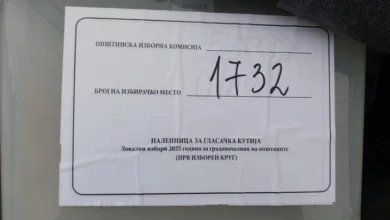 ОПШТИНСКА ИЗБОРНА КОМИСИЈА
1732
БРОЈ НА ИЗБИРАЧКО МЕСТО
НАЛЕПНИЦА ЗА ГЛАСАЧКА КУТИЈА
Локални избори 2025 година за градоначалник на општините
(ПРВ ИЗБОРЕН КРУГ)